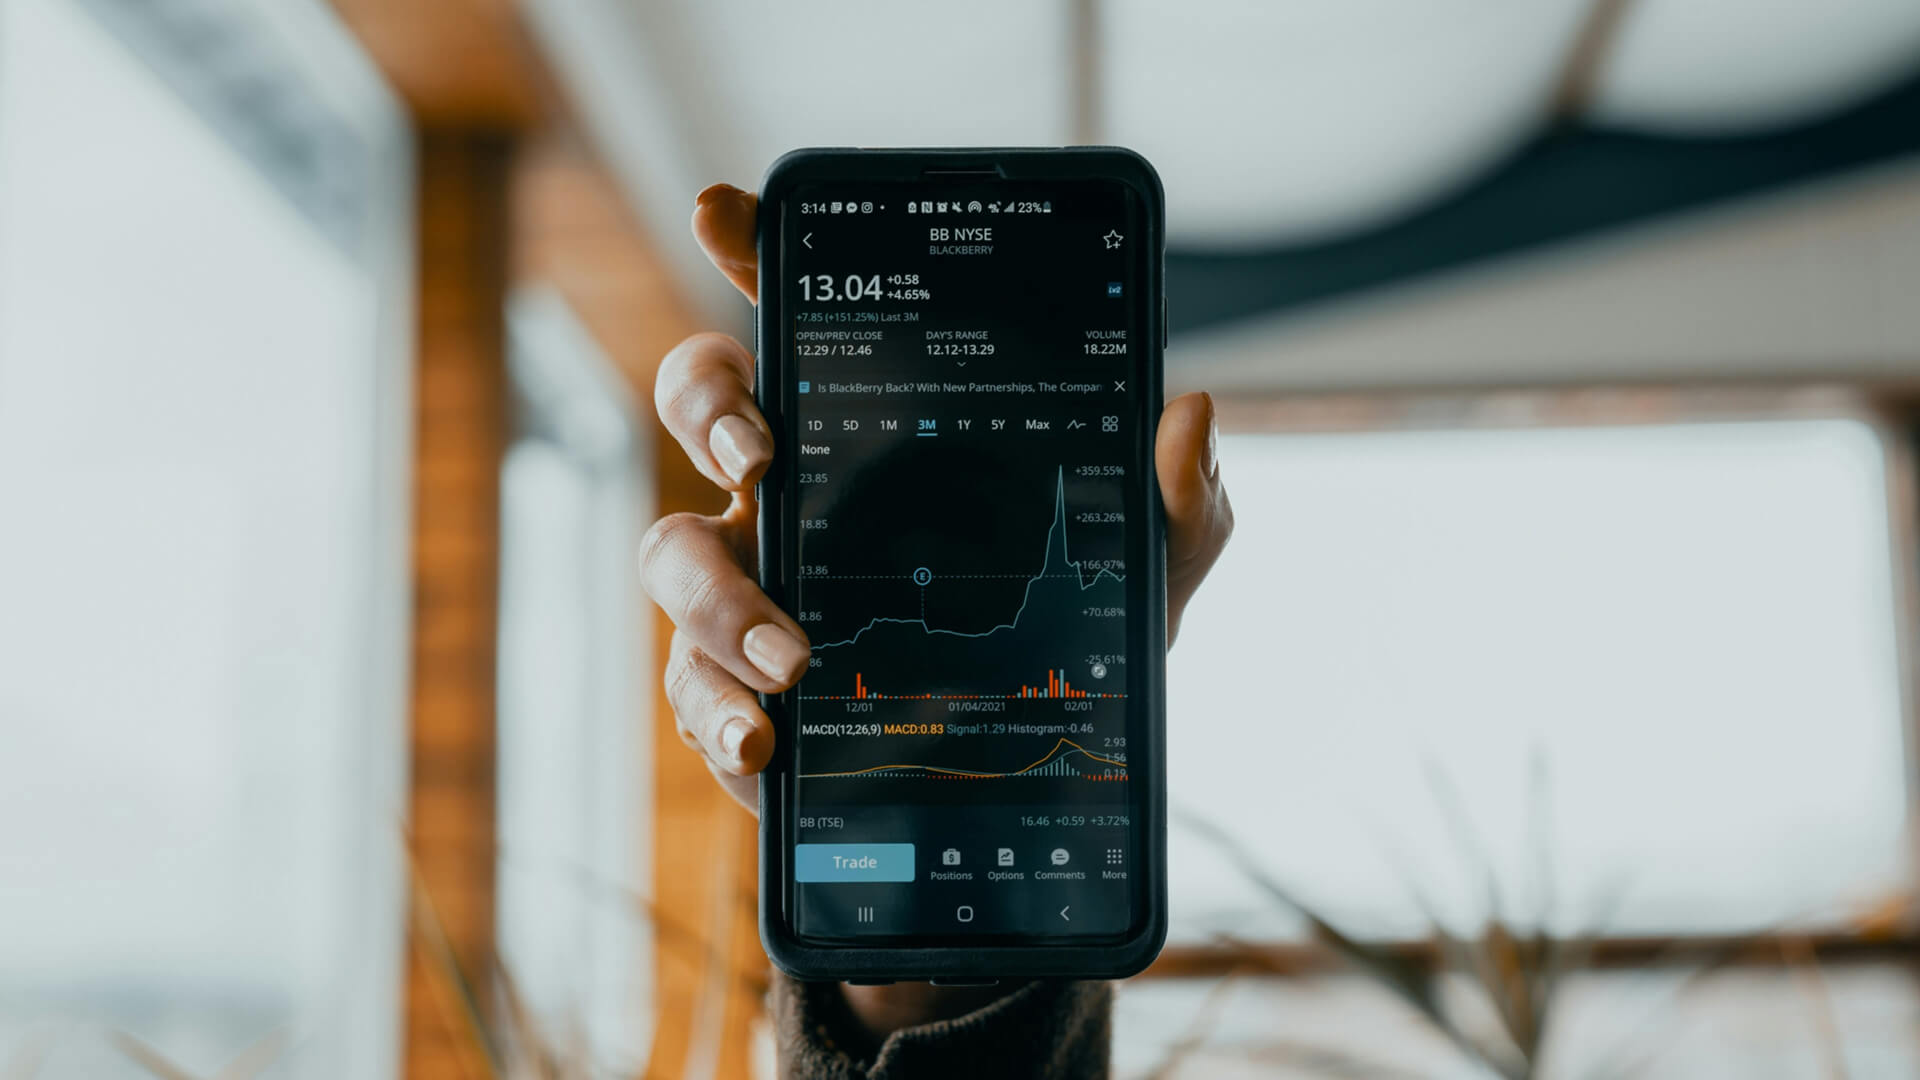 3:14 23%
BB NYSE
BLACKBERRY
13.04 +0.58
+4.65%
Lv2
+7.85 (+151.25%) Last 3M
OPEN/PREV CLOSE DAY'S RANGE VOLUME
12.29 / 12.46 12.12-13.29 18.22M
Is BlackBerry Back? With New Partnerships, The Compan
1D 5D 1M 3M 1Y 5Y Max
None
23.85 +359.55%
18.85 +263.26%
13.86 E +166.97%
8.86 +70.68%
86 -25.61%
12/01 01/04/2021 02/01
MACD(12,26,9) MACD:0.83 Signal:1.29 Histogram:-0.46
2.93
1.56
0.19
BB (TSE) 16.46 +0.59 +3.72%
Trade Positions Options Comments More